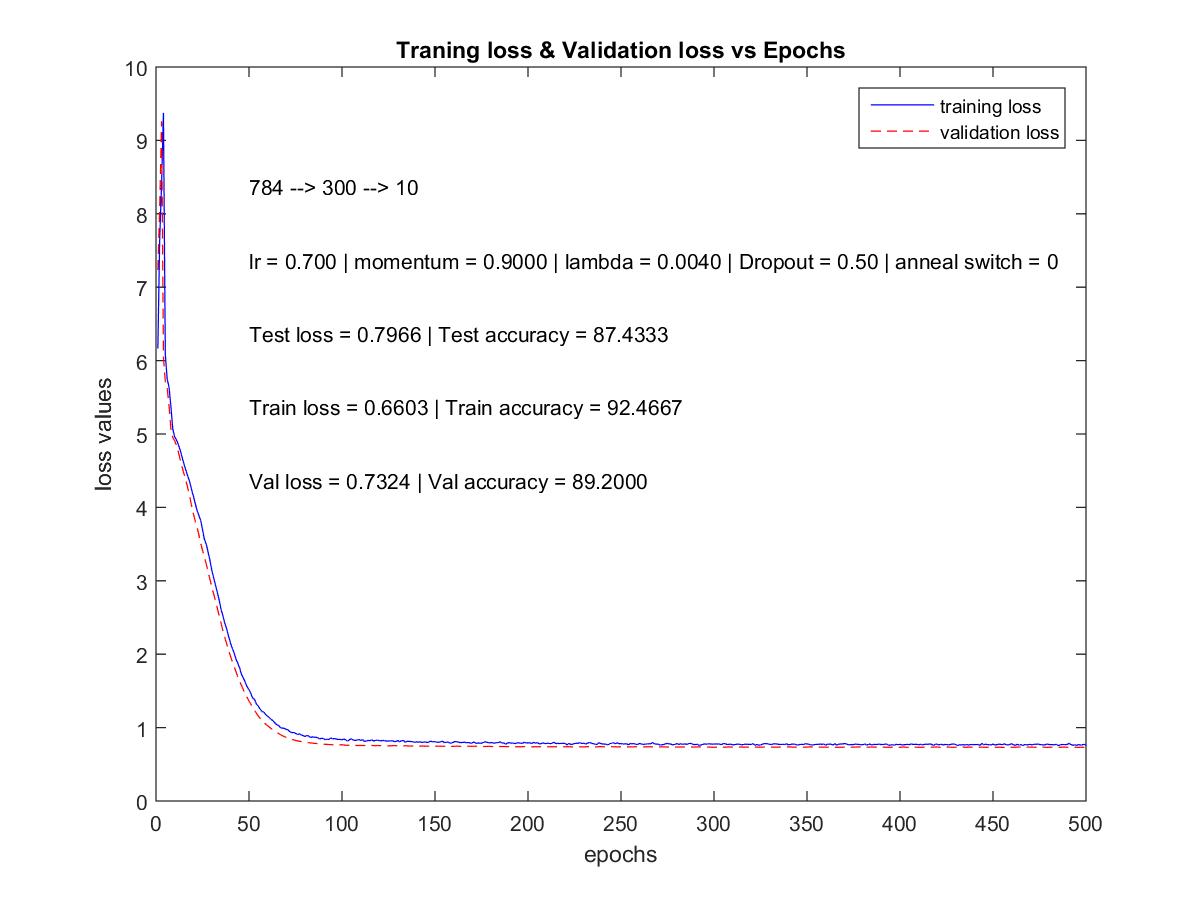 Traning loss & Validation loss vs Epochs
10
9
8
7
6
5
4
3
2
1
0
loss values
training loss
validation loss
784 --> 300 --> 10
lr = 0.700 | momentum = 0.9000 | lambda = 0.0040 | Dropout = 0.50 | anneal switch = 0
Test loss = 0.7966 | Test accuracy = 87.4333
Train loss = 0.6603 | Train accuracy = 92.4667
Val loss = 0.7324 | Val accuracy = 89.2000
0 50 100 150 200 250 300 350 400 450 500
epochs